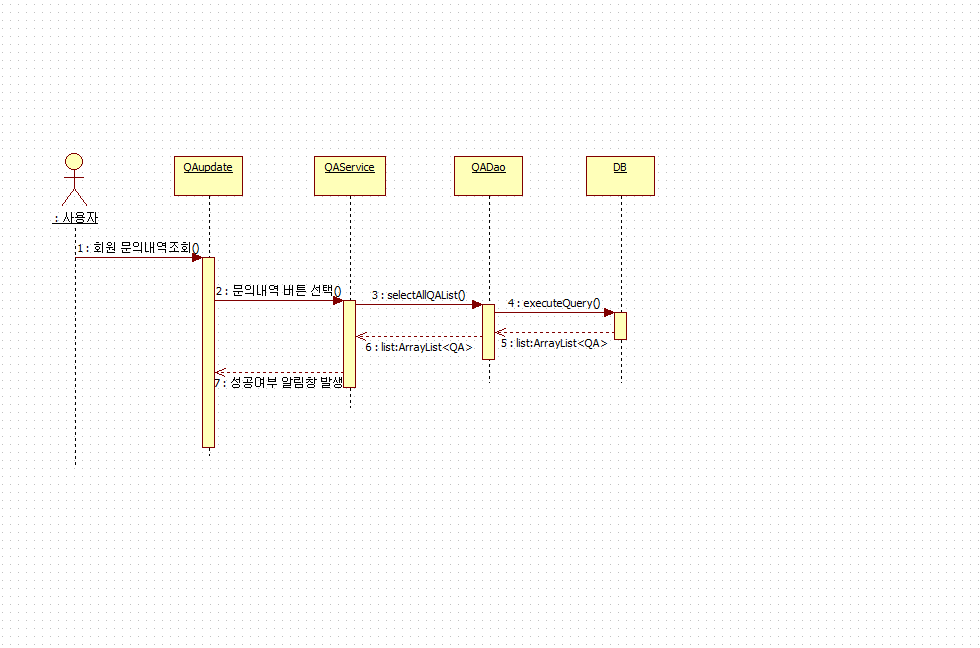 QAupdate
QAService
QADao
DB
: 사용자
1 : 회원 문의내역조회()
2 : 문의내역 버튼 선택()
3 : selectAllQAList()
4 : executeQuery()
5 : list:ArrayList<QA>
6 : list:ArrayList<QA>
7 : 성공여부 알림창 발생